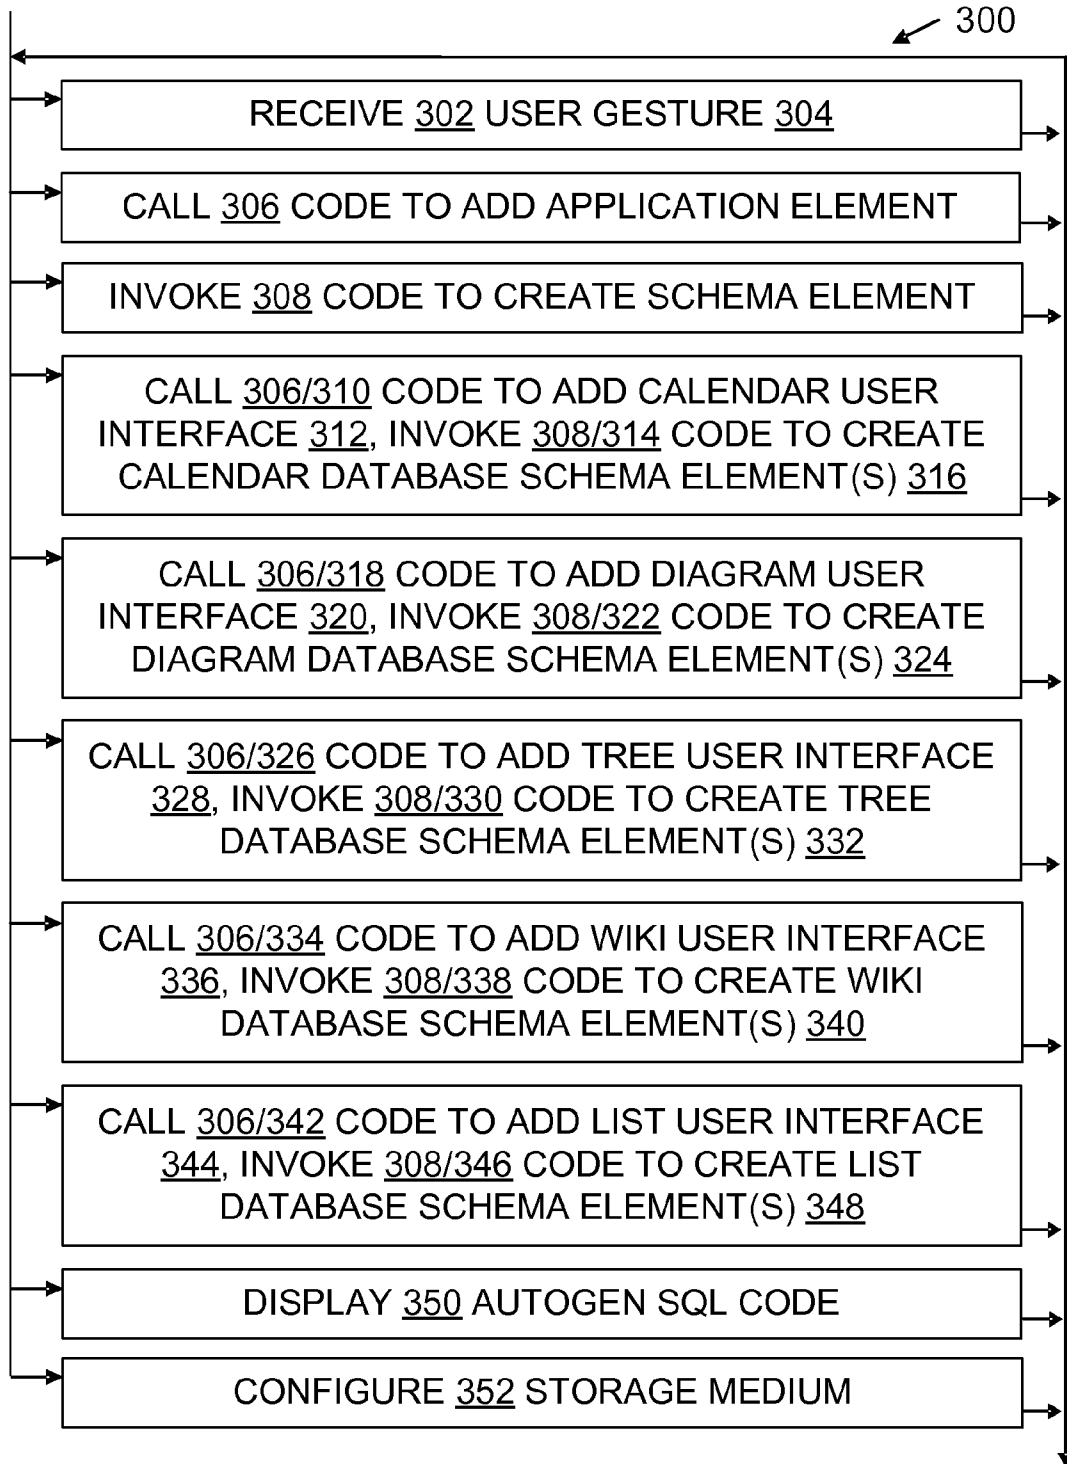 300
RECEIVE 302 USER GESTURE 304
CALL 306 CODE TO ADD APPLICATION ELEMENT
INVOKE 308 CODE TO CREATE SCHEMA ELEMENT
CALL 306/310 CODE TO ADD CALENDAR USER
INTERFACE 312, INVOKE 308/314 CODE TO CREATE
CALENDAR DATABASE SCHEMA ELEMENT(S) 316
CALL 306/318 CODE TO ADD DIAGRAM USER
INTERFACE 320, INVOKE 308/322 CODE TO CREATE
DIAGRAM DATABASE SCHEMA ELEMENT(S) 324
CALL 306/326 CODE TO ADD TREE USER INTERFACE
328, INVOKE 308/330 CODE TO CREATE TREE
DATABASE SCHEMA ELEMENT(S) 332
CALL 306/334 CODE TO ADD WIKI USER INTERFACE
336, INVOKE 308/338 CODE TO CREATE WIKI
DATABASE SCHEMA ELEMENT(S) 340
CALL 306/342 CODE TO ADD LIST USER INTERFACE
344, INVOKE 308/346 CODE TO CREATE LIST
DATABASE SCHEMA ELEMENT(S) 348
DISPLAY 350 AUTOGEN SQL CODE
CONFIGURE 352 STORAGE MEDIUM